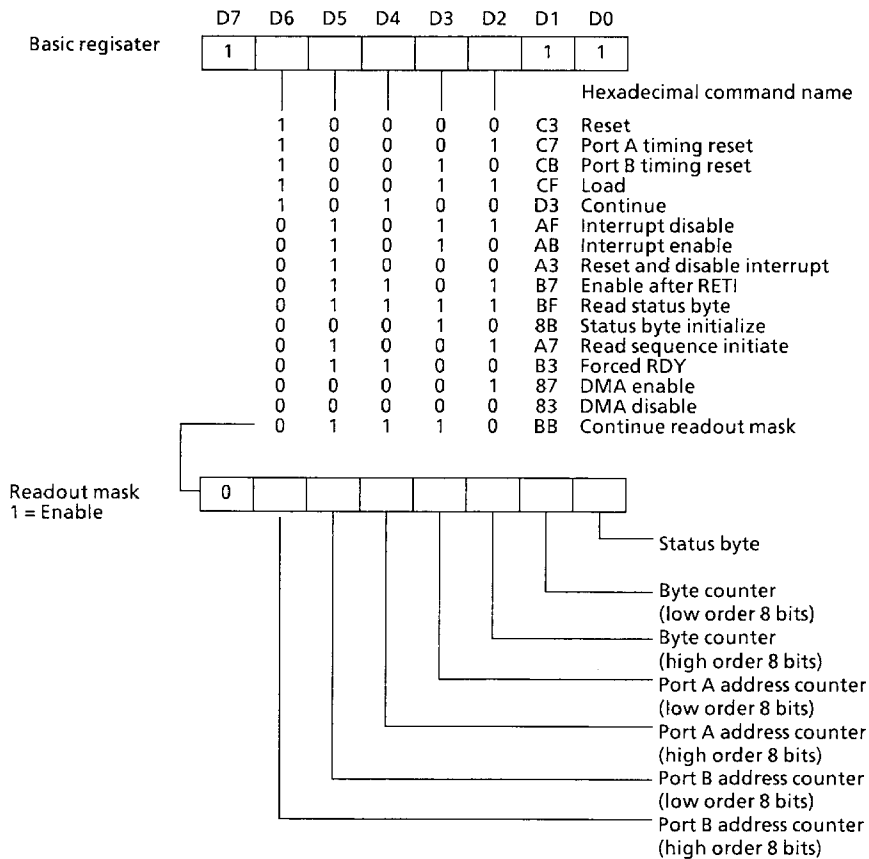 D7 D6 D5 D4 D3 D2 D1 D0
Basic regisater 1 1 1
Hexadecimal command name
1 0 0 0 0 C3 Reset
1 0 0 0 1 C7 Port A timing reset
1 0 0 1 0 CB Port B timing reset
1 0 0 1 1 CF Load
1 0 1 0 0 D3 Continue
0 1 0 1 1 AF Interrupt disable
0 1 0 1 0 AB Interrupt enable
0 1 0 0 0 A3 Reset and disable interrupt
0 1 1 0 1 B7 Enable after RETI
0 1 1 1 1 BF Read status byte
0 0 0 1 0 8B Status byte initialize
0 1 0 0 1 A7 Read sequence initiate
0 1 1 0 0 B3 Forced RDY
0 0 0 0 1 87 DMA enable
0 0 0 0 0 83 DMA disable
0 1 1 1 0 BB Continue readout mask
Readout mask 0
1 = Enable
Status byte
Byte counter
(low order 8 bits)
Byte counter
(high order 8 bits)
Port A address counter
(low order 8 bits)
Port A address counter
(high order 8 bits)
Port B address counter
(low order 8 bits)
Port B address counter
(high order 8 bits)